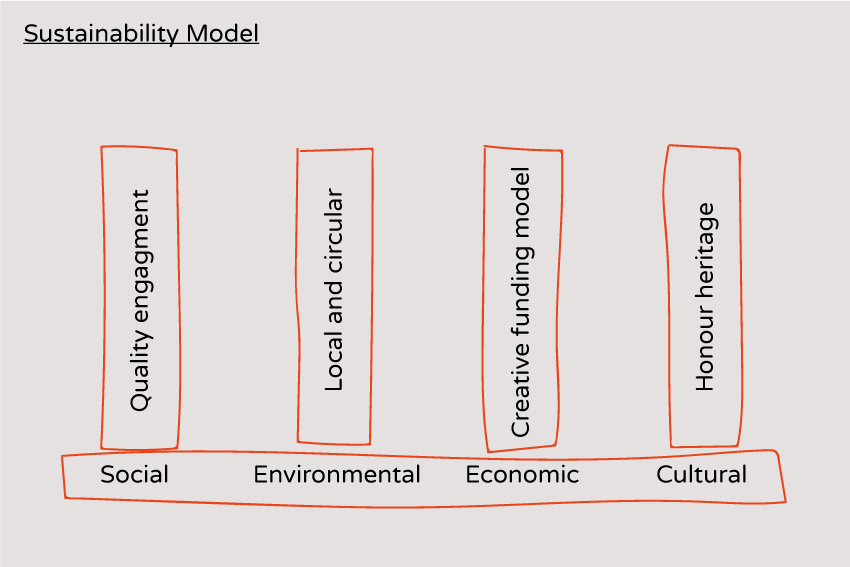 Sustainability Model
Quality engagment
Local and circular
Creative funding model
Honour heritage
Social
Environmental
Economic
Cultural